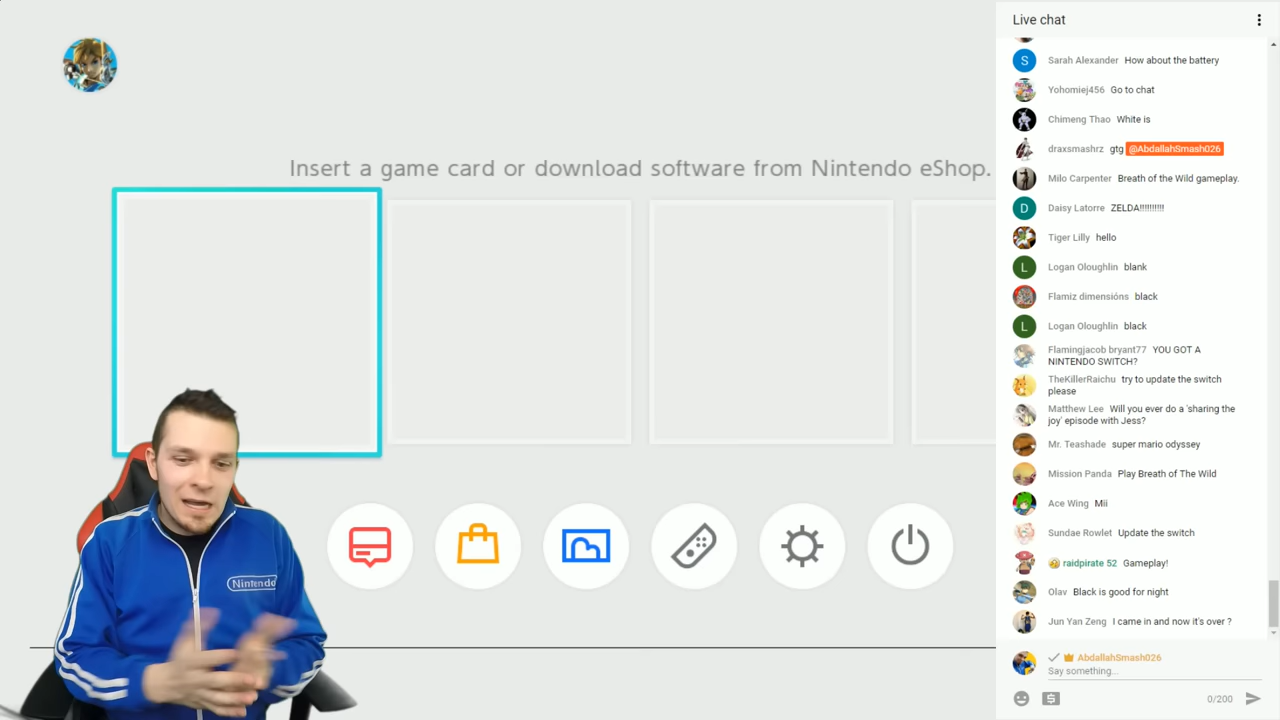 Insert a game card or download software from Nintendo eShop.
Nintendo
Live chat
S Sarah Alexander How about the battery
Yohomiej456 Go to chat
Chimeng Thao White is
draxsmashrz gtg @AbdallahSmash026
Milo Carpenter Breath of the Wild gameplay.
D Daisy Latorre ZELDA!!!!!!!!!!
Tiger Lilly hello
L Logan Oloughlin blank
Flamiz dimensións black
L Logan Oloughlin black
Flamingjacob bryant77 YOU GOT A
NINTENDO SWITCH?
TheKillerRaichu try to update the switch
please
Matthew Lee Will you ever do a 'sharing the
joy' episode with Jess?
Mr. Teashade super mario odyssey
Mission Panda Play Breath of The Wild
Ace Wing Mii
Sundae Rowlet Update the switch
raidpirate 52 Gameplay!
Olav Black is good for night
Jun Yan Zeng I came in and now it's over ?
AbdallahSmash026
Say something...
0/200